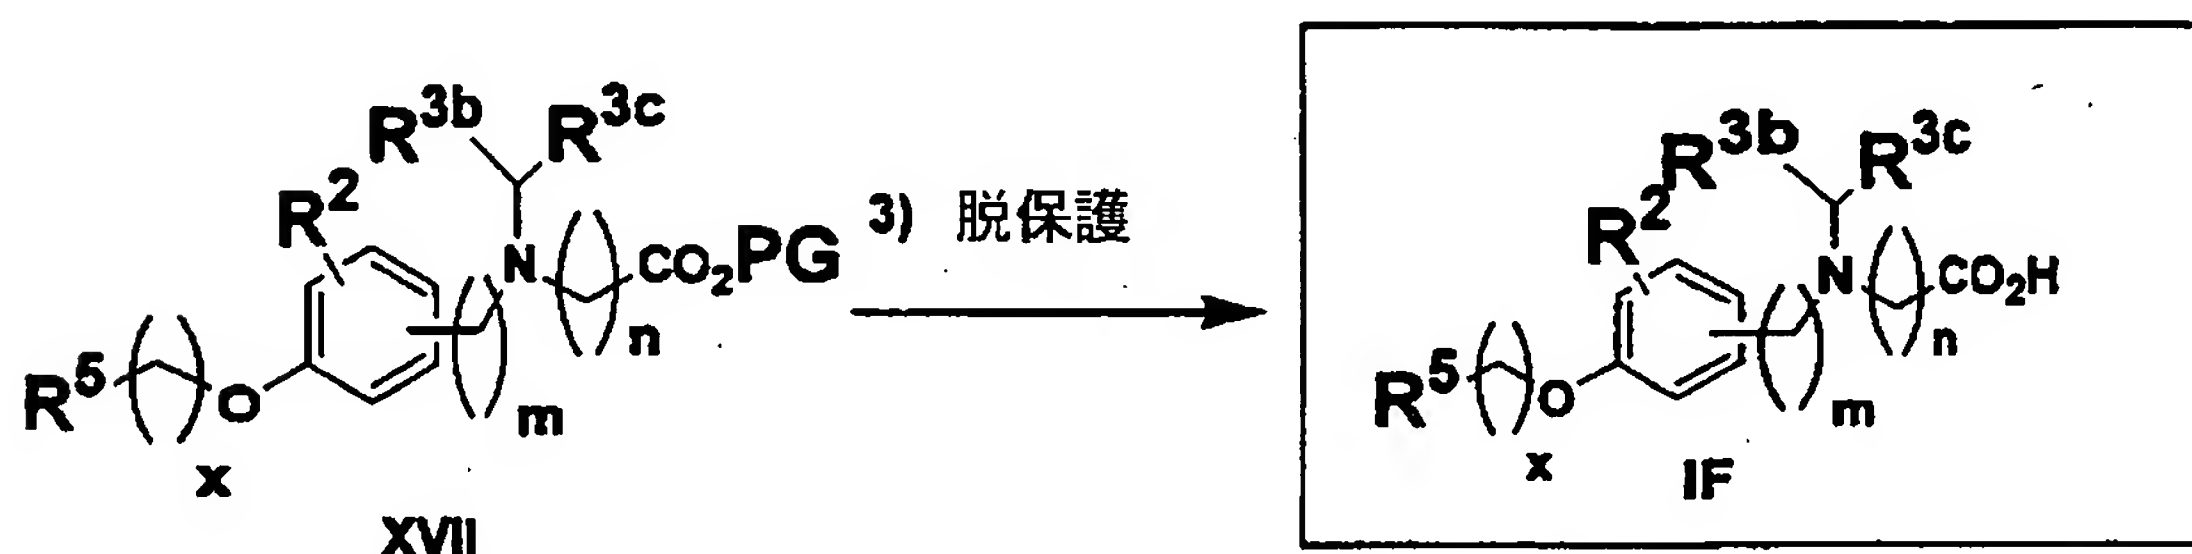 R3b R3c
R2
N CO2PG
n
R5 O m
x
XVII
3) 脱保護
R3b R3c
R2
N CO2H
n
R5 O m
x
IF